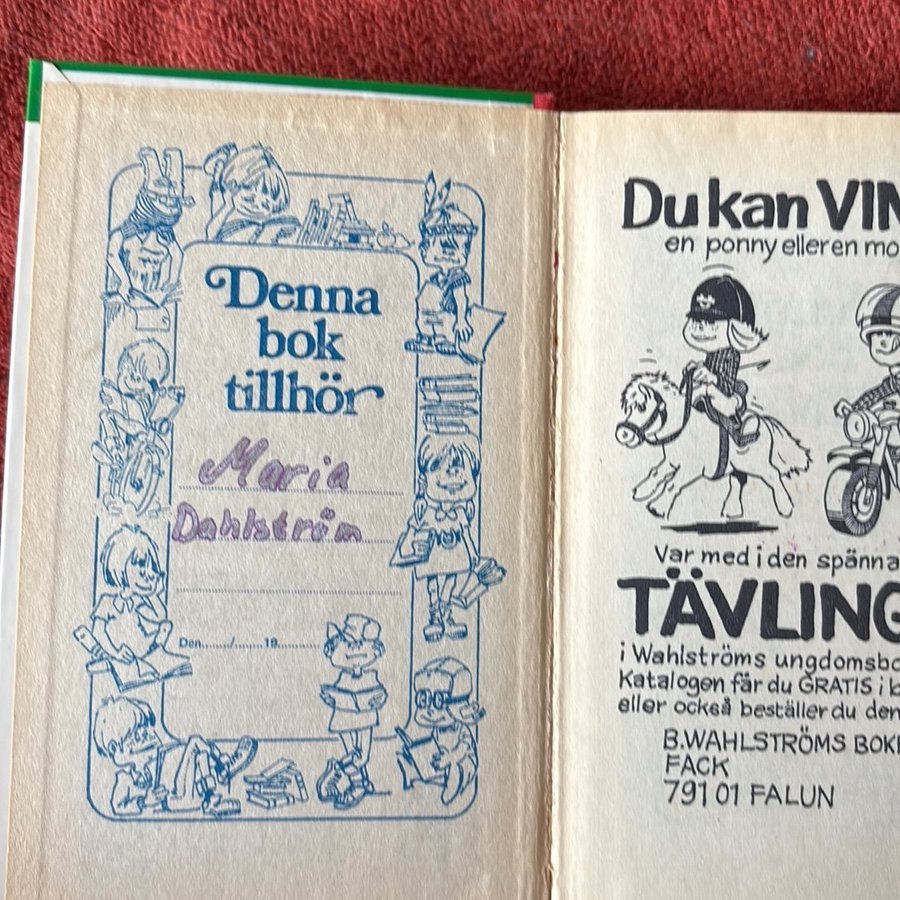 Denna
bok
tillhör
Maria
Dahlström
Den......../........19............
Du kan VIN
en ponny eller en mo
Var med i den spänna
TÄVLING
i Wahlströms ungdomsbo
Katalogen får du GRATIS i b
eller också beställer du den
B.WAHLSTRÖMS BOK
FACK
791 01 FALUN